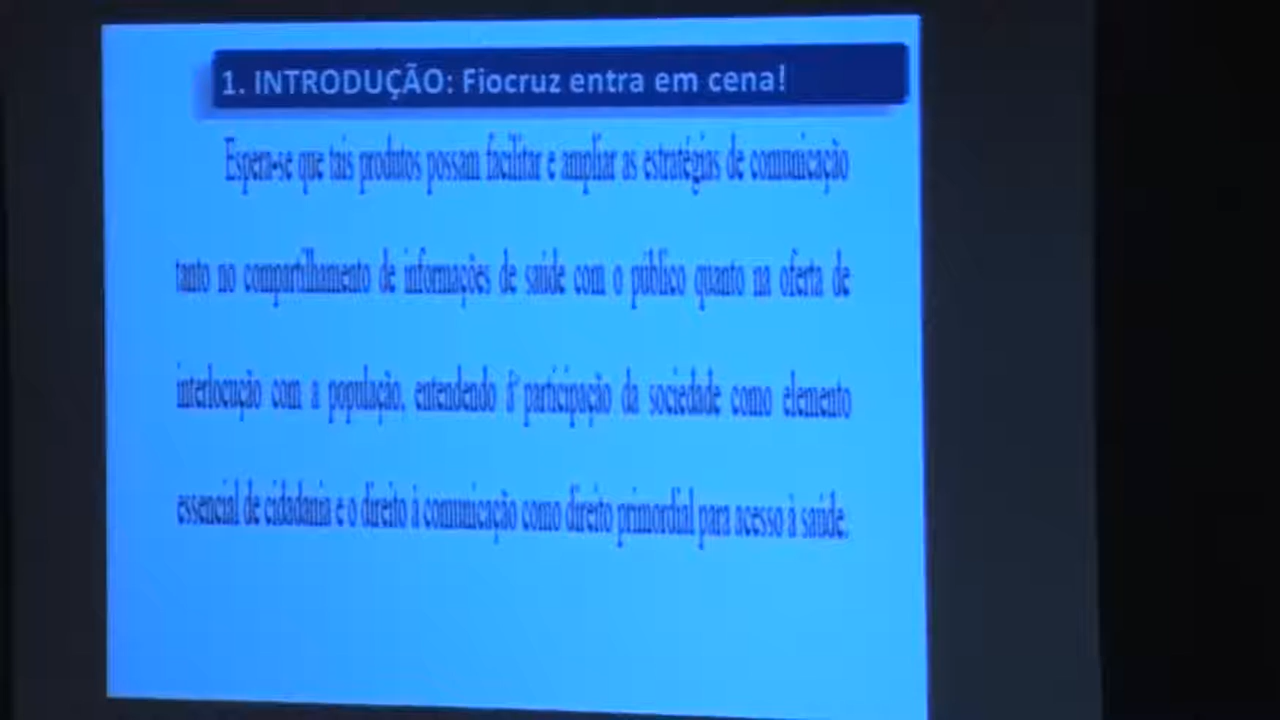 1. INTRODUÇÃO: Fiocruz entra em cena!
Espera-se que tais produtos possam facilitar e ampliar as estratégias de comunicação
tanto no compartilhamento de informações de saúde com o público quanto na oferta de
interlocução com a população, entendendo a participação da sociedade como elemento
essencial de cidadania e o direito à comunicação como direito primordial para acesso à saúde.